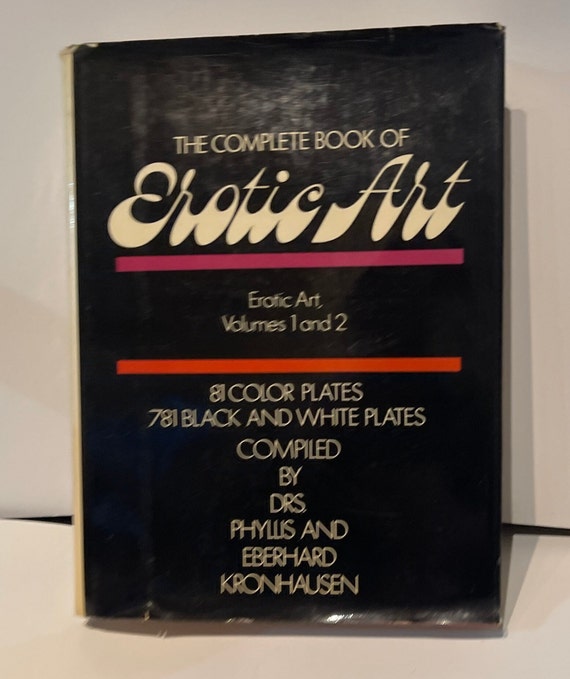 THE COMPLETE BOOK OF
Erotic Art
Erotic Art,
Volumes 1 and 2
81 COLOR PLATES
781 BLACK AND WHITE PLATES
COMPILED
BY
DRS.
PHYLLIS AND
EBERHARD
KRONHAUSEN